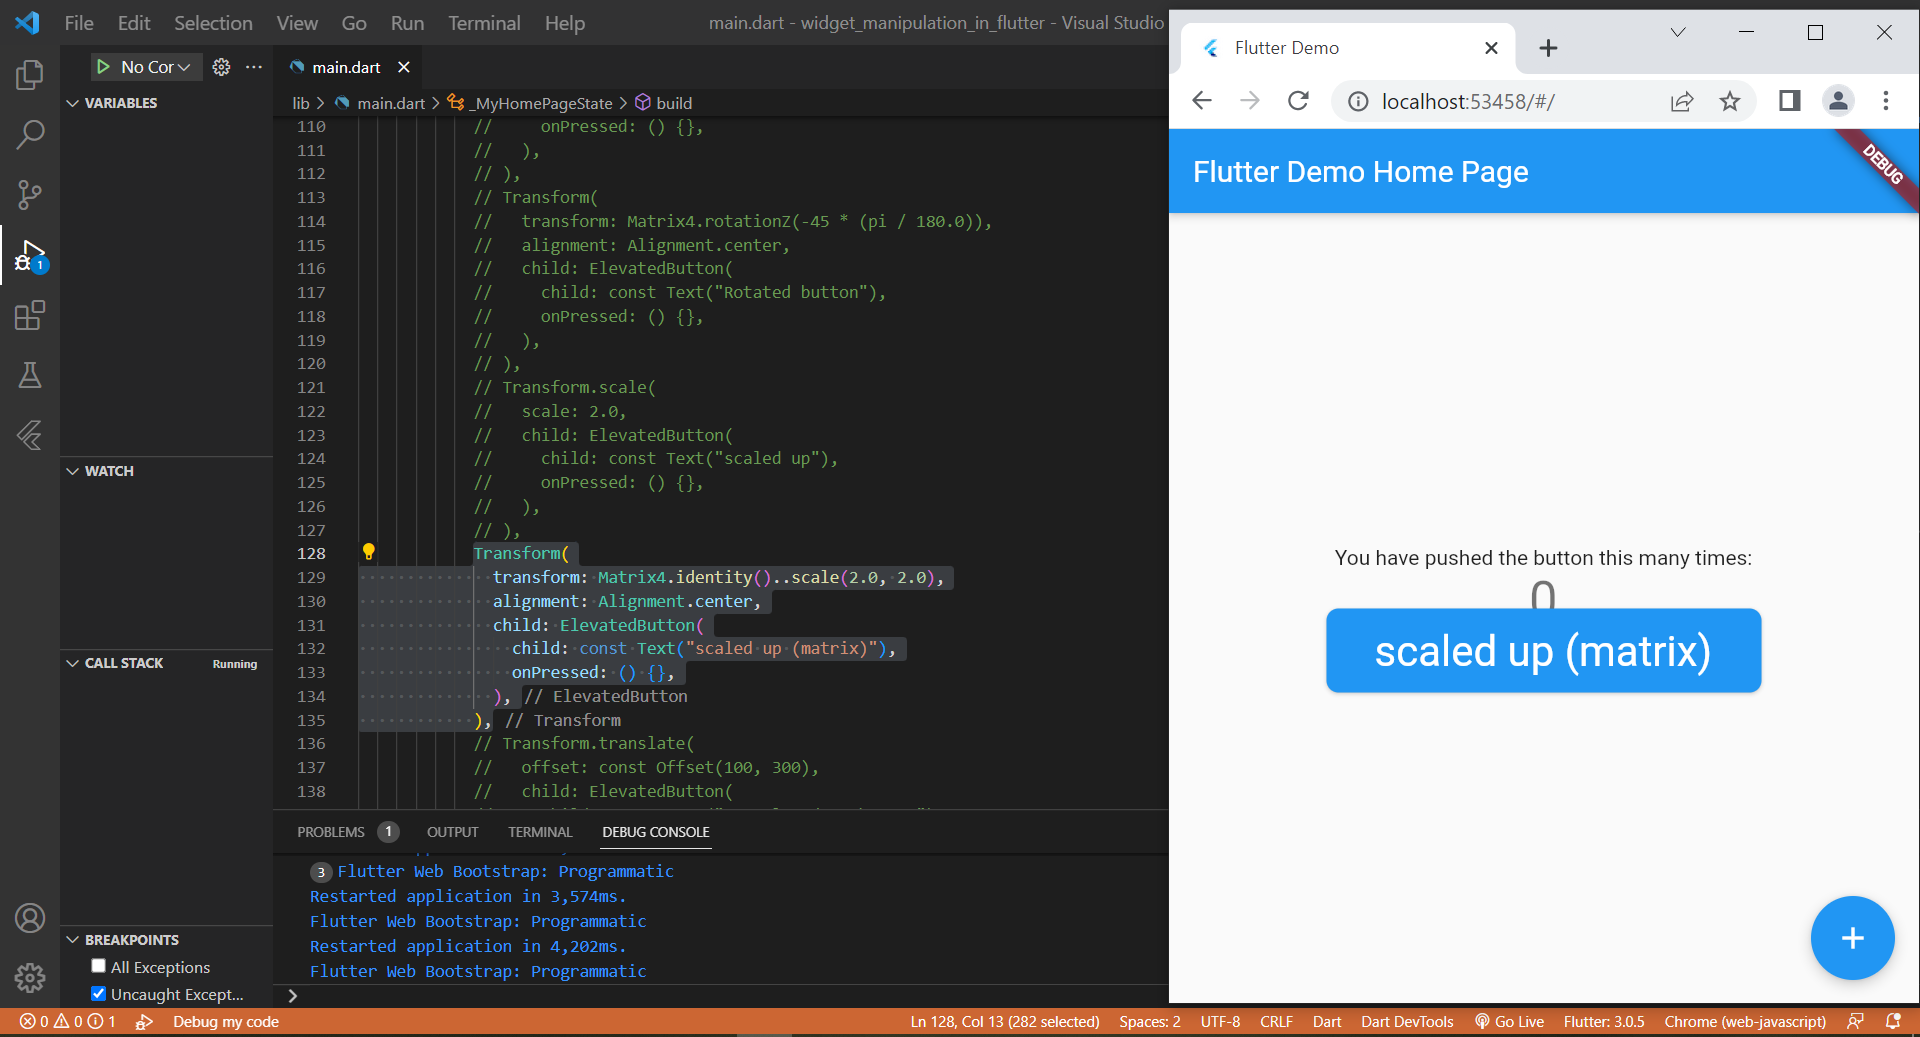 File Edit Selection View Go Run Terminal Help
main.dart - widget_manipulation_in_flutter - Visual Studio
No Cor
VARIABLES
WATCH
CALL STACK Running
BREAKPOINTS
All Exceptions
Uncaught Except...
1
main.dart
lib > main.dart > _MyHomePageState > build
110 //     onPressed: () {},
111 //   ),
112 // ),
113 // Transform(
114 //   transform: Matrix4.rotationZ(-45 * (pi / 180.0)),
115 //   alignment: Alignment.center,
116 //   child: ElevatedButton(
117 //     child: const Text("Rotated button"),
118 //     onPressed: () {},
119 //   ),
120 // ),
121 // Transform.scale(
122 //   scale: 2.0,
123 //   child: ElevatedButton(
124 //     child: const Text("scaled up"),
125 //     onPressed: () {},
126 //   ),
127 // ),
128 Transform(
129   transform: Matrix4.identity()..scale(2.0, 2.0),
130   alignment: Alignment.center,
131   child: ElevatedButton(
132     child: const Text("scaled up (matrix)"),
133     onPressed: () {},
134   ), // ElevatedButton
135 ), // Transform
136 // Transform.translate(
137 //   offset: const Offset(100, 300),
138 //   child: ElevatedButton(
PROBLEMS 1 OUTPUT TERMINAL DEBUG CONSOLE
3 Flutter Web Bootstrap: Programmatic
Restarted application in 3,574ms.
Flutter Web Bootstrap: Programmatic
Restarted application in 4,202ms.
Flutter Web Bootstrap: Programmatic
>
Flutter Demo
localhost:53458/#/
Flutter Demo Home Page
DEBUG
You have pushed the button this many times:
0
scaled up (matrix)
+
0 0 1 Debug my code
Ln 128, Col 13 (282 selected) Spaces: 2 UTF-8 CRLF Dart Dart DevTools Go Live Flutter: 3.0.5 Chrome (web-javascript)